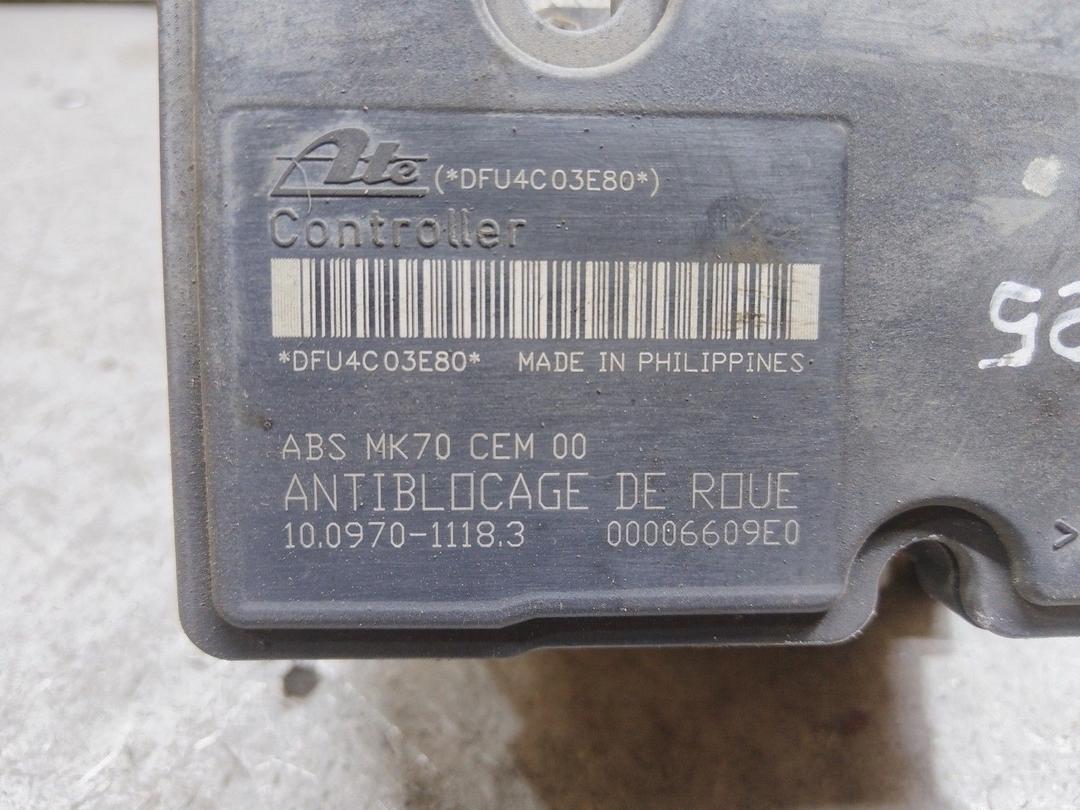 Ate (*DFU4C03E80*)
Controller
*DFU4C03E80* MADE IN PHILIPPINES
ABS MK70 CEM 00
ANTIBLOCAGE DE ROUE
10.0970-1118.3 00006609E0
25
>